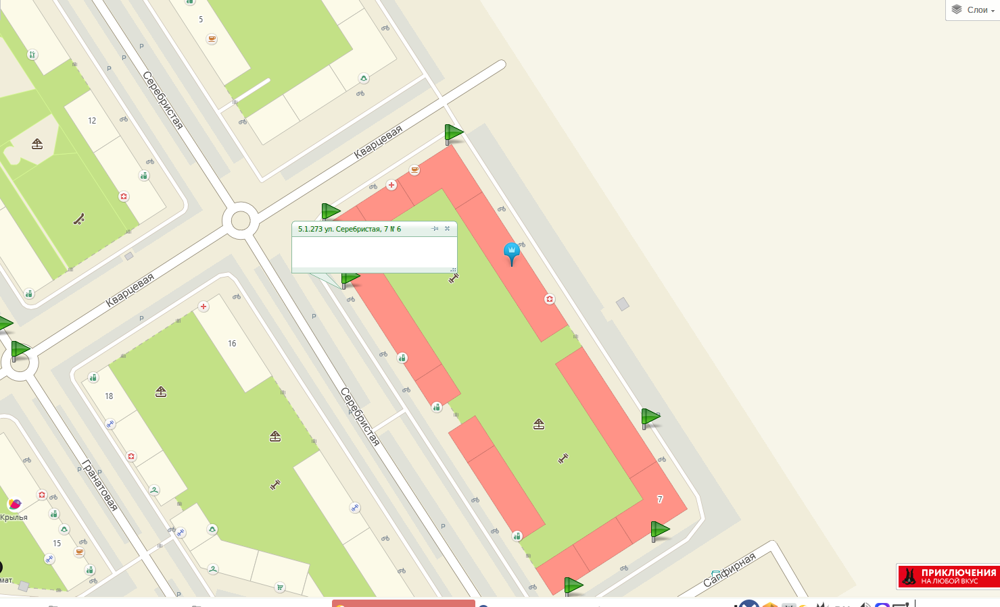 Слои
5
P
P
P
Серебристая
12
Кварцевая
5.1.273 ул. Серебристая, 7 № 6
Кварцевая
P
P
16
18
Серебристая
P
Гранатовая
P
P
7
Крылья
P
15
Сапфирная
ПРИКЛЮЧЕНИЯ
НА ЛЮБОЙ ВКУС
мат
P